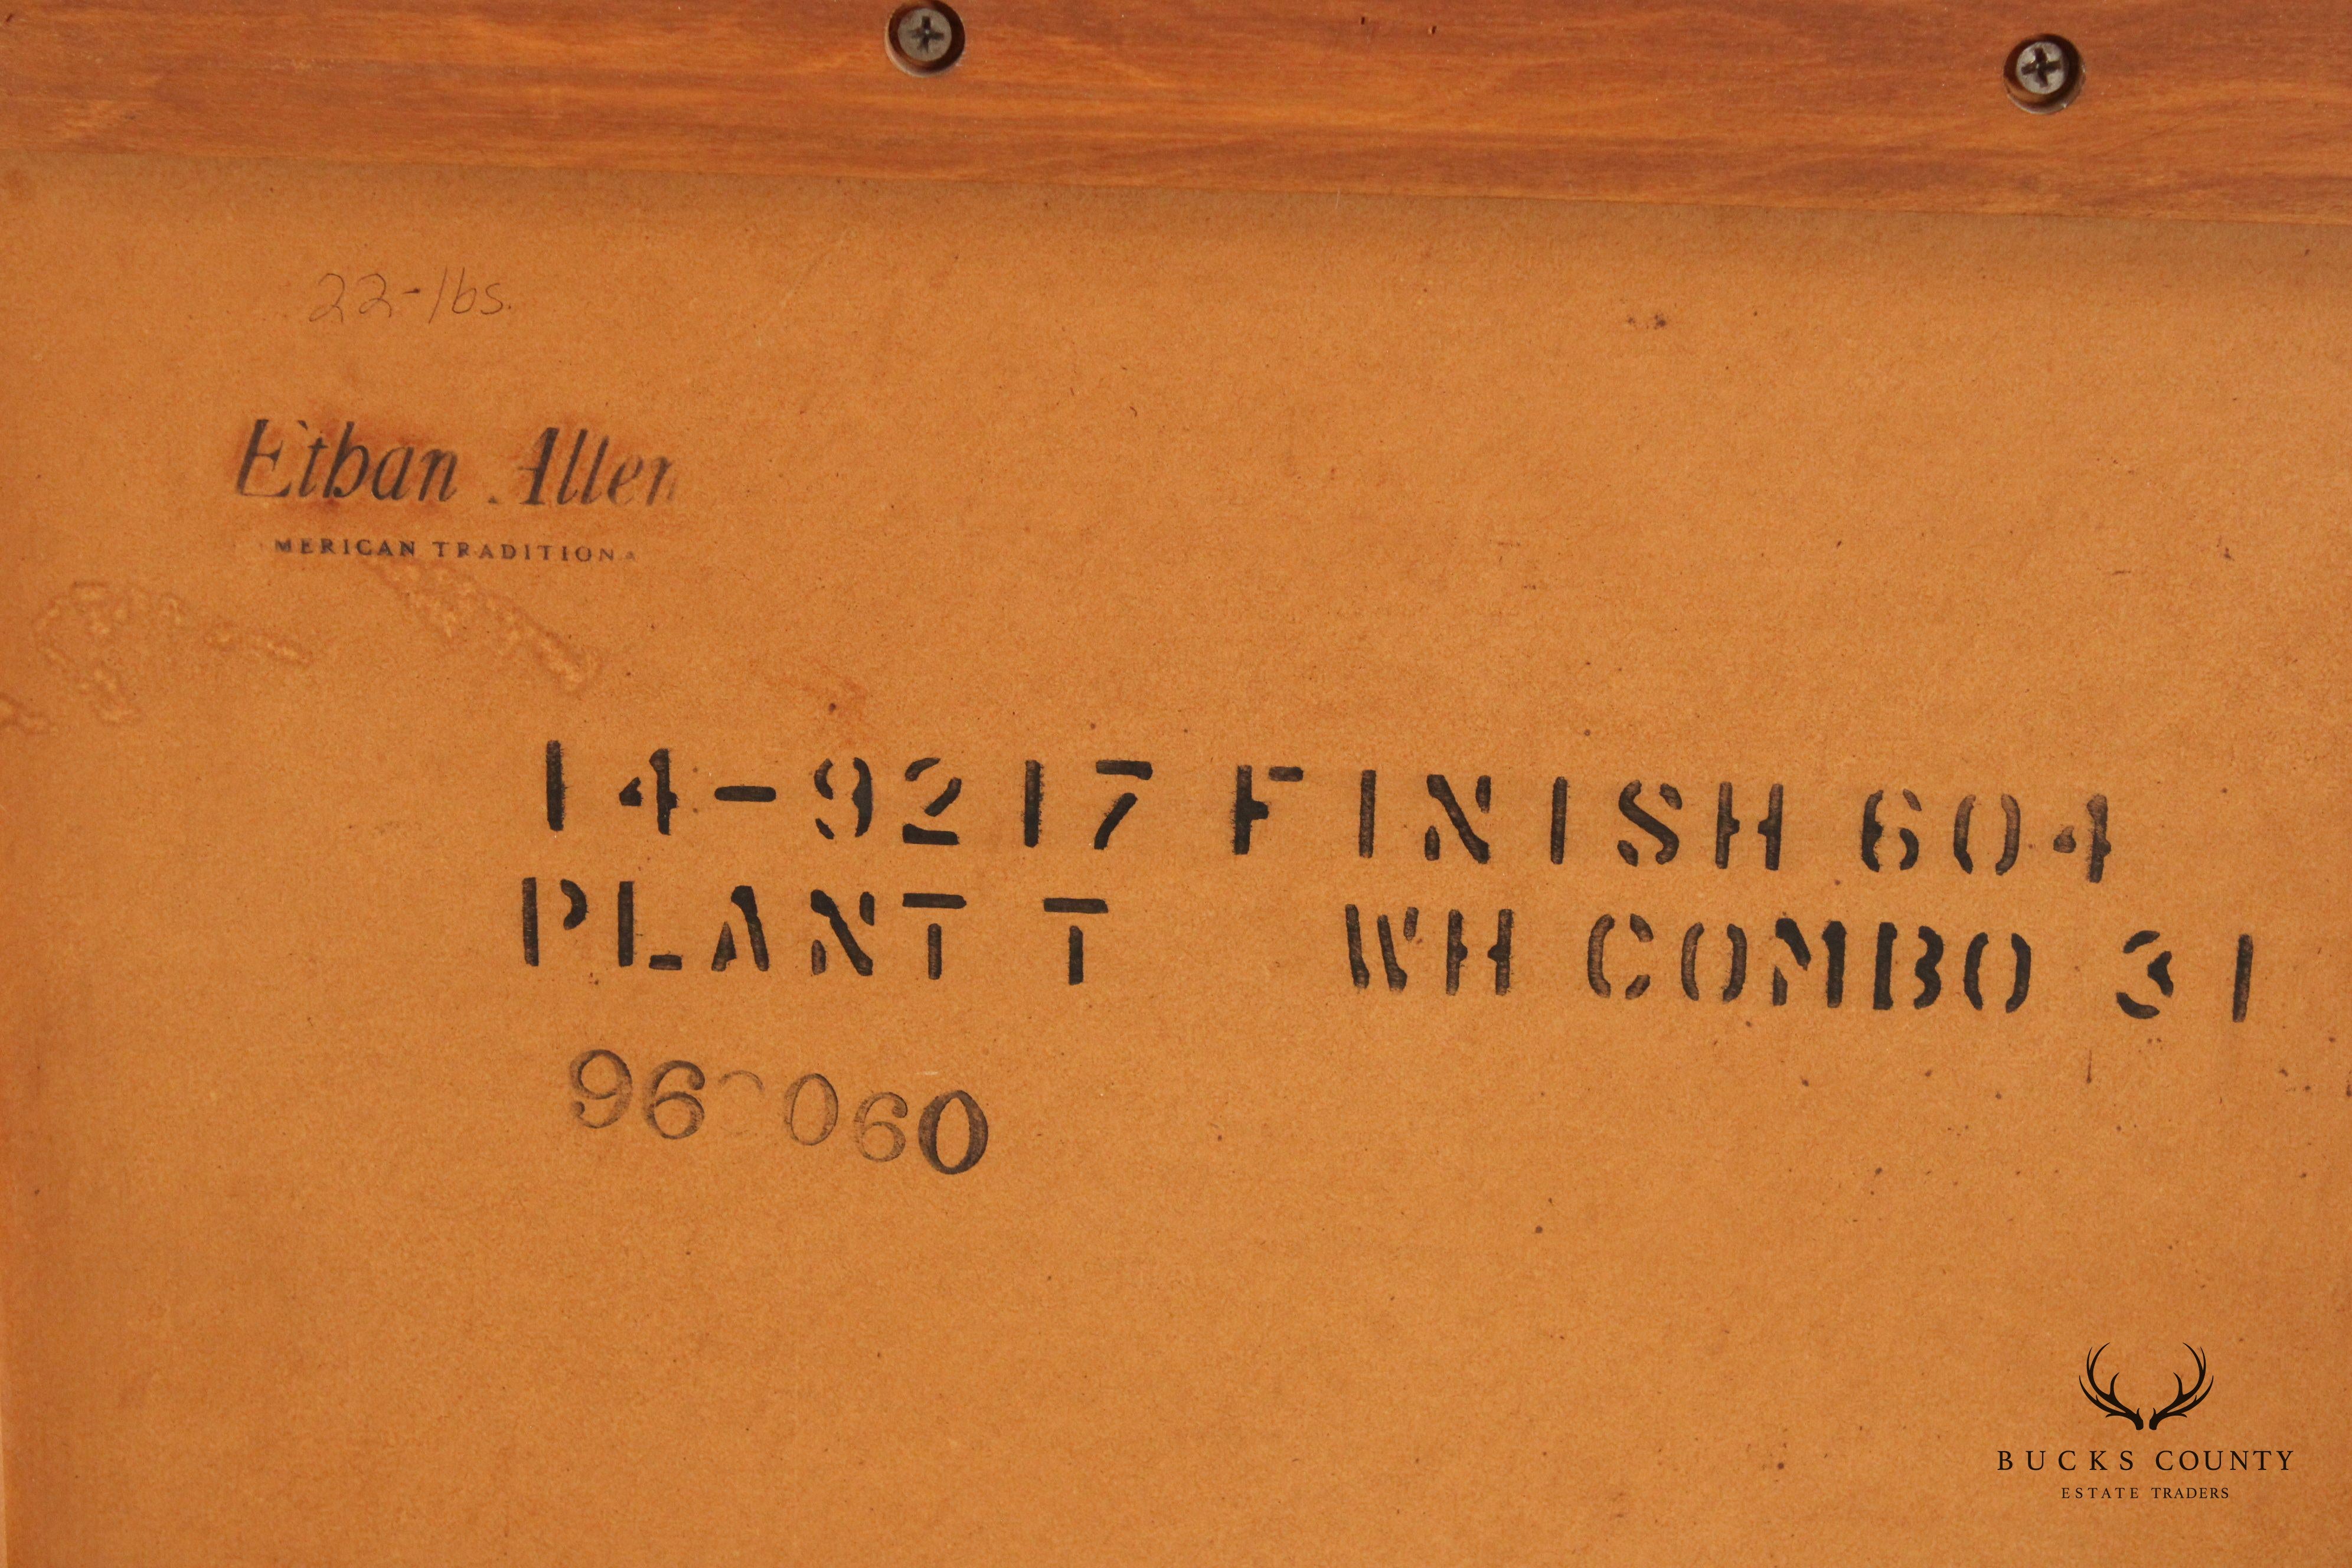 22-lbs.
Ethan Allen
MERICAN TRADITION
14-9217 FINISH 604
PLANT T WH COMBO 31
BUCKS COUNTY
ESTATE TRADERS